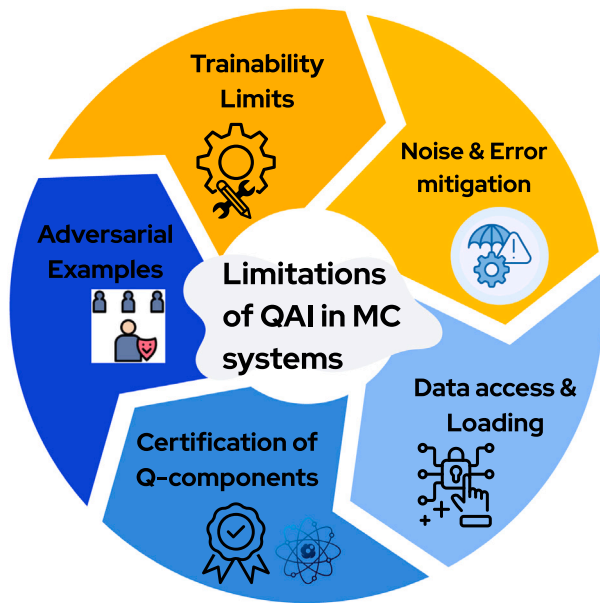 Trainability
Limits
Noise & Error
mitigation
Adversarial
Examples
Limitations
of QAI in MC
systems
Data access &
Loading
Certification of
Q-components